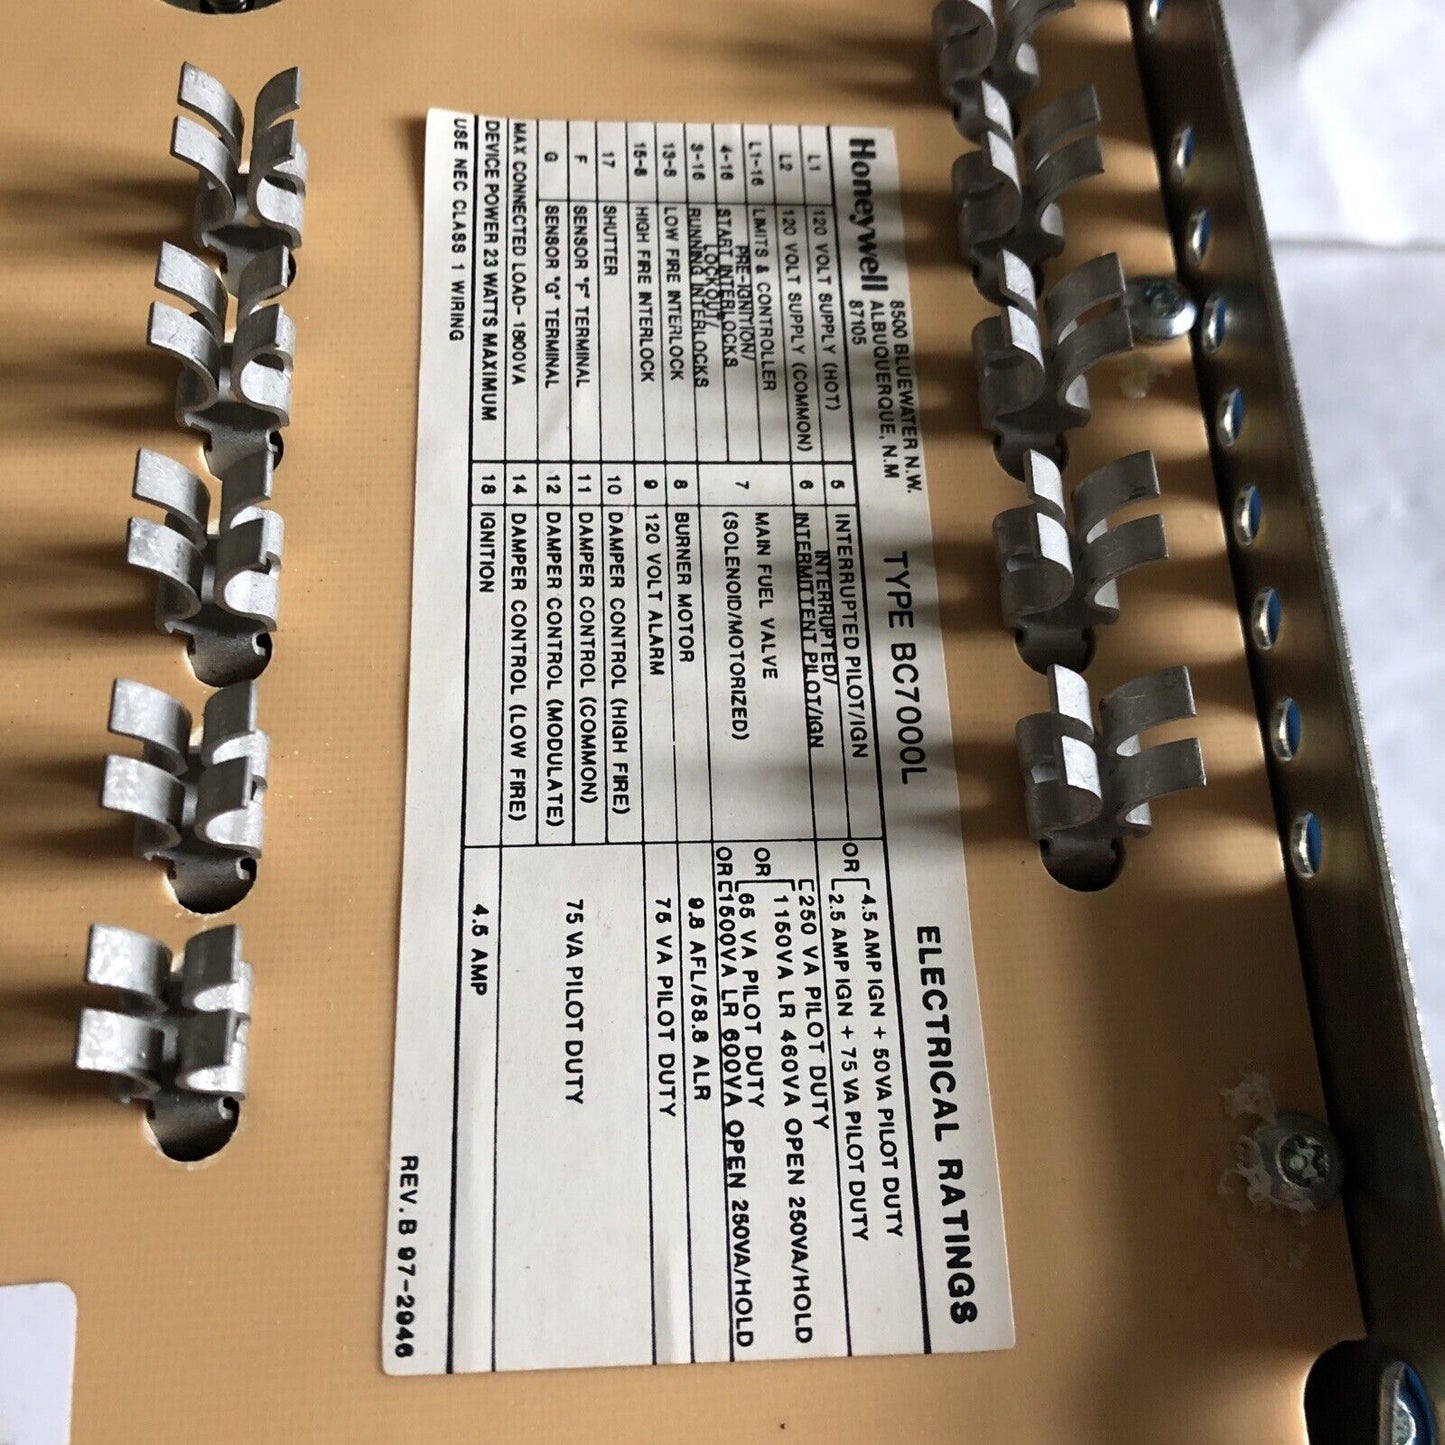 Honeywell 8500 BLUEWATER N.W. TYPE BC7000L ELECTRICAL RATINGS
ALBUQUERQUE, N.M
87105
L1 120 VOLT SUPPLY (HOT)
L2 120 VOLT SUPPLY (COMMON)
L1-16 LIMITS & CONTROLLER
4-16 PRE-IGNITION/
START INTERLOCKS
3-16 LOCKOUT/
RUNNING INTERLOCKS
13-8 LOW FIRE INTERLOCK
15-8 HIGH FIRE INTERLOCK
17 SHUTTER
F SENSOR "F" TERMINAL
G SENSOR "G" TERMINAL
MAX CONNECTED LOAD-1800VA
DEVICE POWER 23 WATTS MAXIMUM
USE NEC CLASS 1 WIRING
5 INTERRUPTED PILOT/IGN
6 INTERRUPTED/
INTERMITTENT PILOT/IGN
7 MAIN FUEL VALVE
(SOLENOID/MOTORIZED)
8 BURNER MOTOR
9 120 VOLT ALARM
10 DAMPER CONTROL (HIGH FIRE)
11 DAMPER CONTROL (COMMON)
12 DAMPER CONTROL (MODULATE)
14 DAMPER CONTROL (LOW FIRE)
18 IGNITION
4.5 AMP IGN + 50VA PILOT DUTY
OR
2.5 AMP IGN + 75 VA PILOT DUTY
250 VA PILOT DUTY
1150VA LR 460VA OPEN 250VA/HOLD
OR
65 VA PILOT DUTY
OR 1500VA LR 600VA OPEN 250VA/HOLD
9.8 AFL/58.8 ALR
75 VA PILOT DUTY
75 VA PILOT DUTY
4.5 AMP
REV. B 97-2946